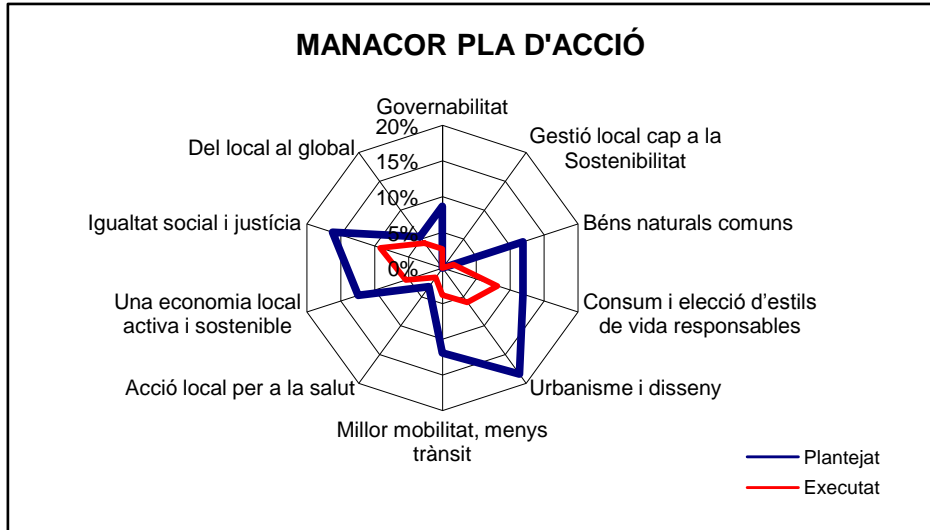 MANACOR PLA D'ACCIÓ
Governabilitat
20%
15%
10%
5%
0%
Gestió local cap a la
Sostenibilitat
Béns naturals comuns
Consum i elecció d’estils
de vida responsables
Urbanisme i disseny
Millor mobilitat, menys
trànsit
Acció local per a la salut
Una economia local
activa i sostenible
Igualtat social i justícia
Del local al global
Plantejat
Executat